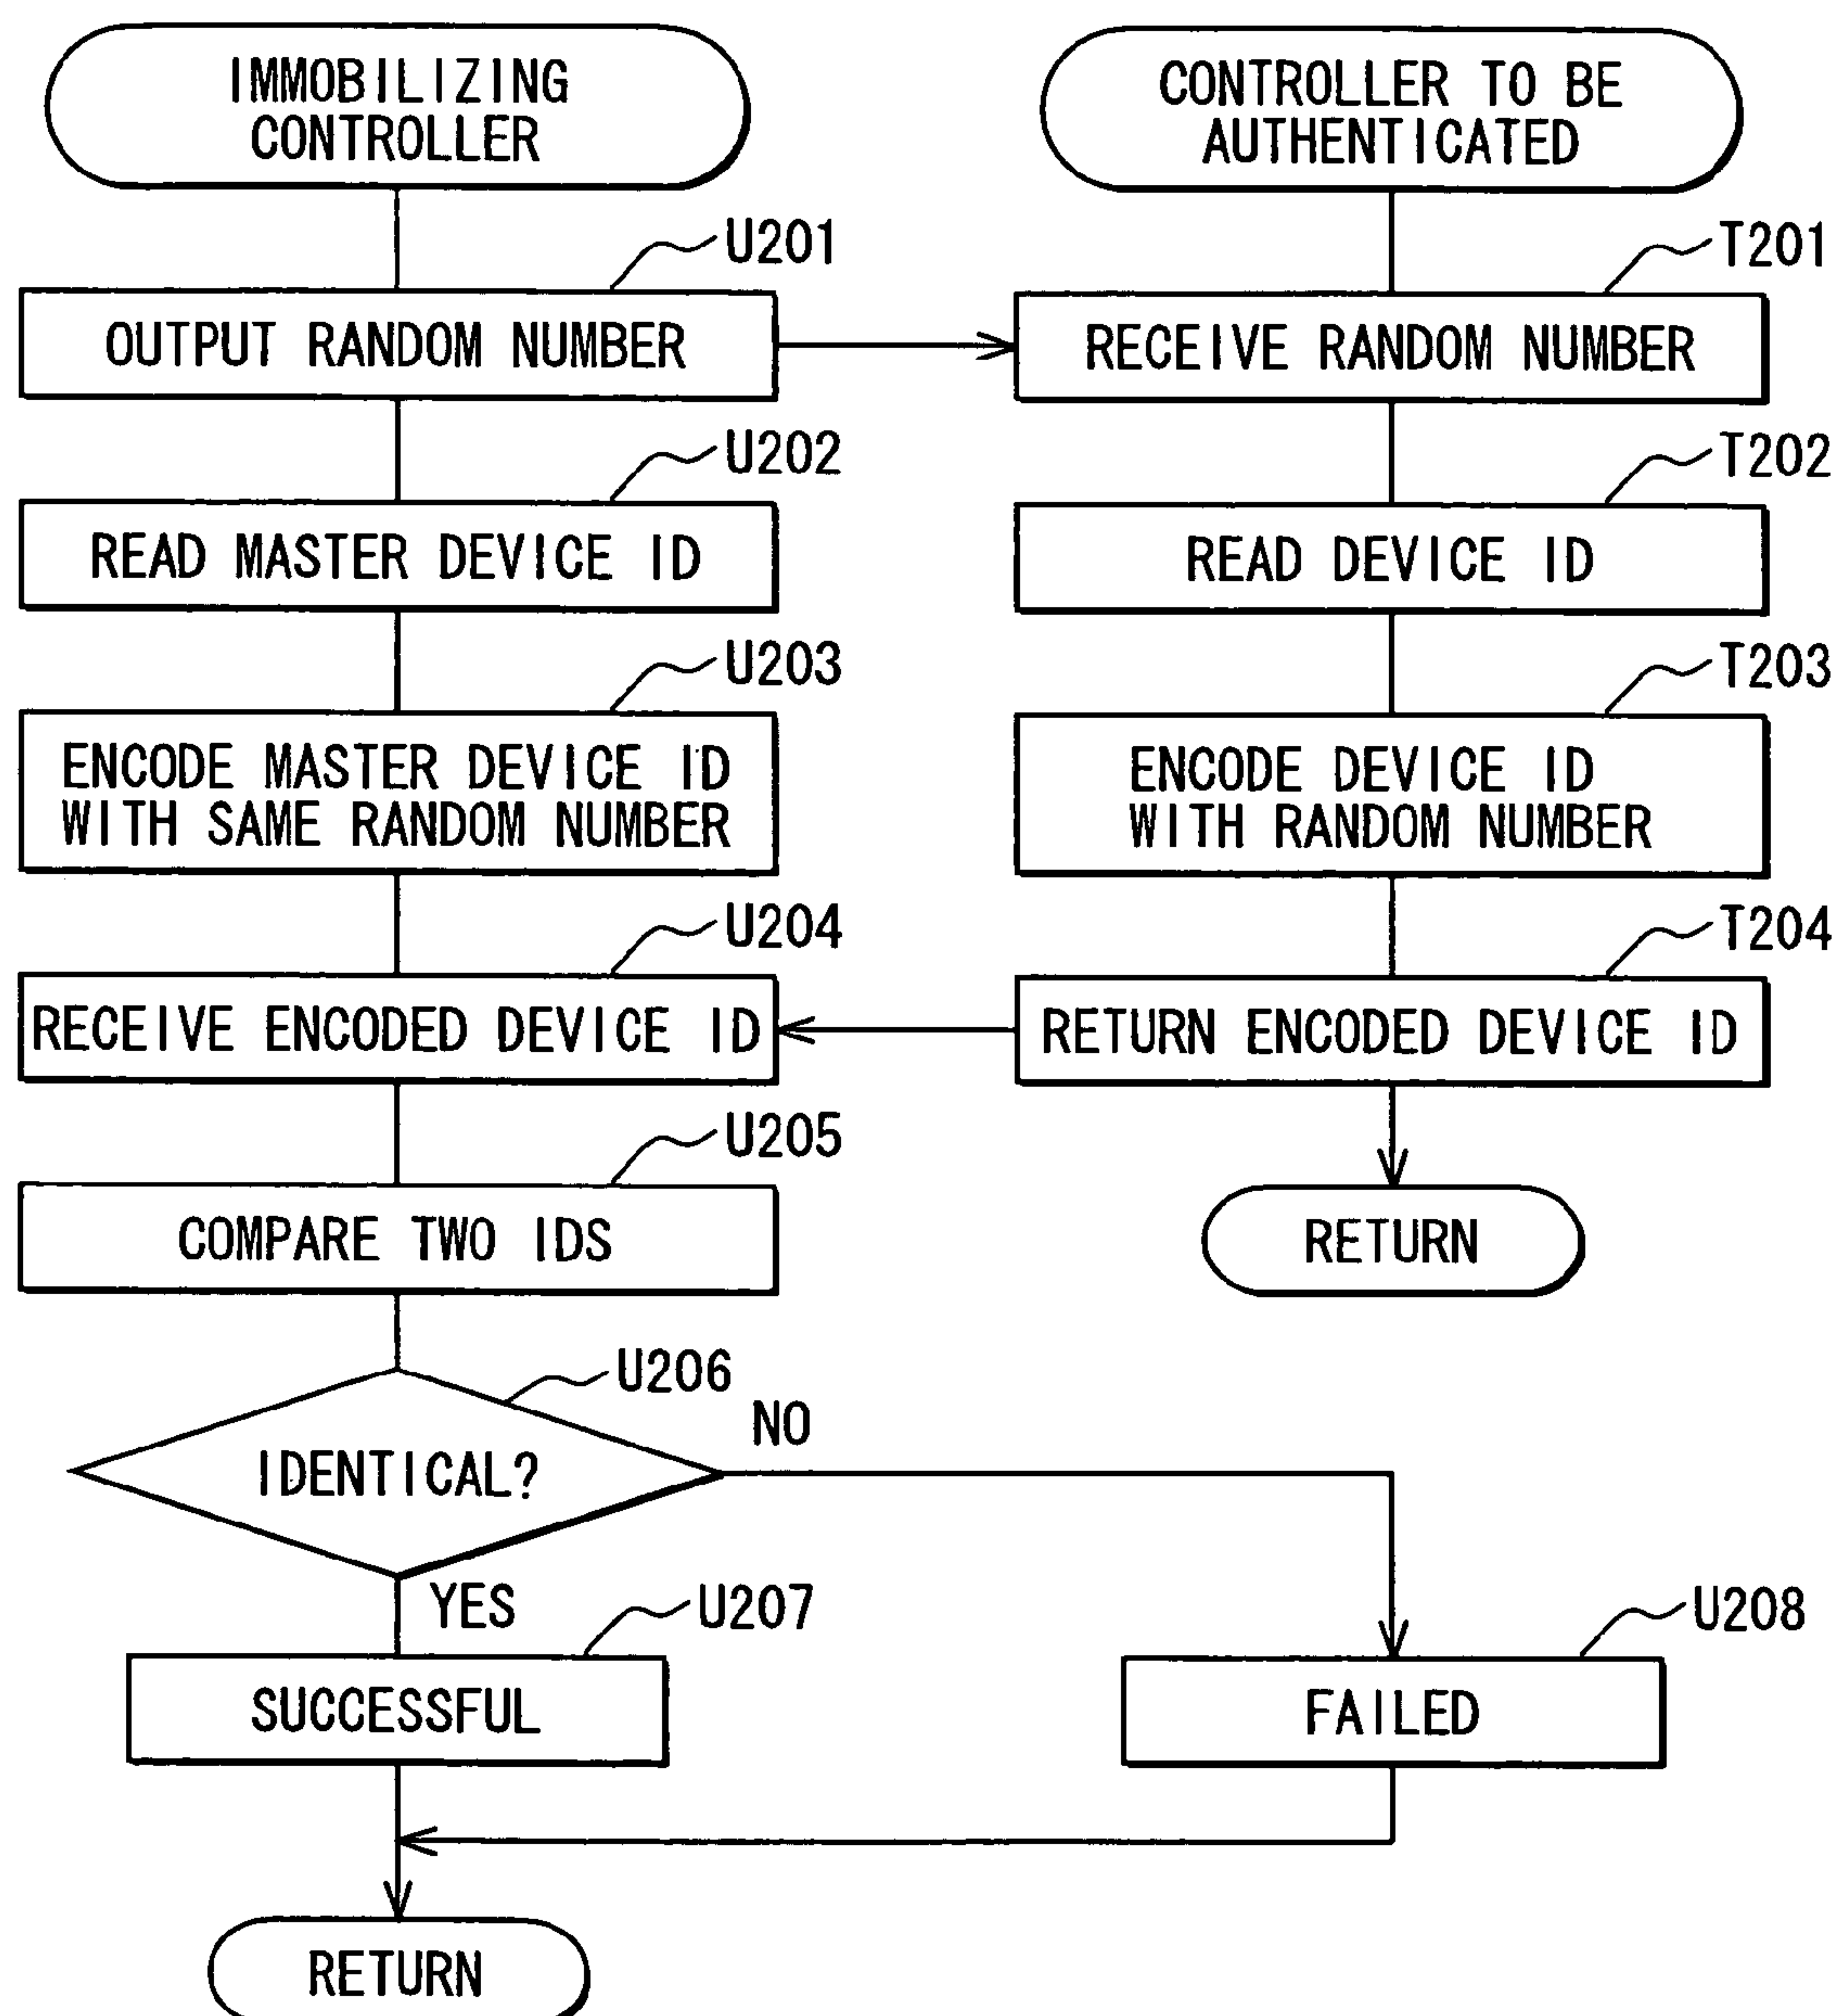 IMMOBILIZING
CONTROLLER
CONTROLLER TO BE
AUTHENTICATED
U201
T201
OUTPUT RANDOM NUMBER
RECEIVE RANDOM NUMBER
U202
T202
READ MASTER DEVICE ID
READ DEVICE ID
U203
T203
ENCODE MASTER DEVICE ID
WITH SAME RANDOM NUMBER
ENCODE DEVICE ID
WITH RANDOM NUMBER
U204
T204
RECEIVE ENCODED DEVICE ID
RETURN ENCODED DEVICE ID
U205
COMPARE TWO IDS
RETURN
U206
IDENTICAL?
NO
YES
U207
U208
SUCCESSFUL
FAILED
RETURN